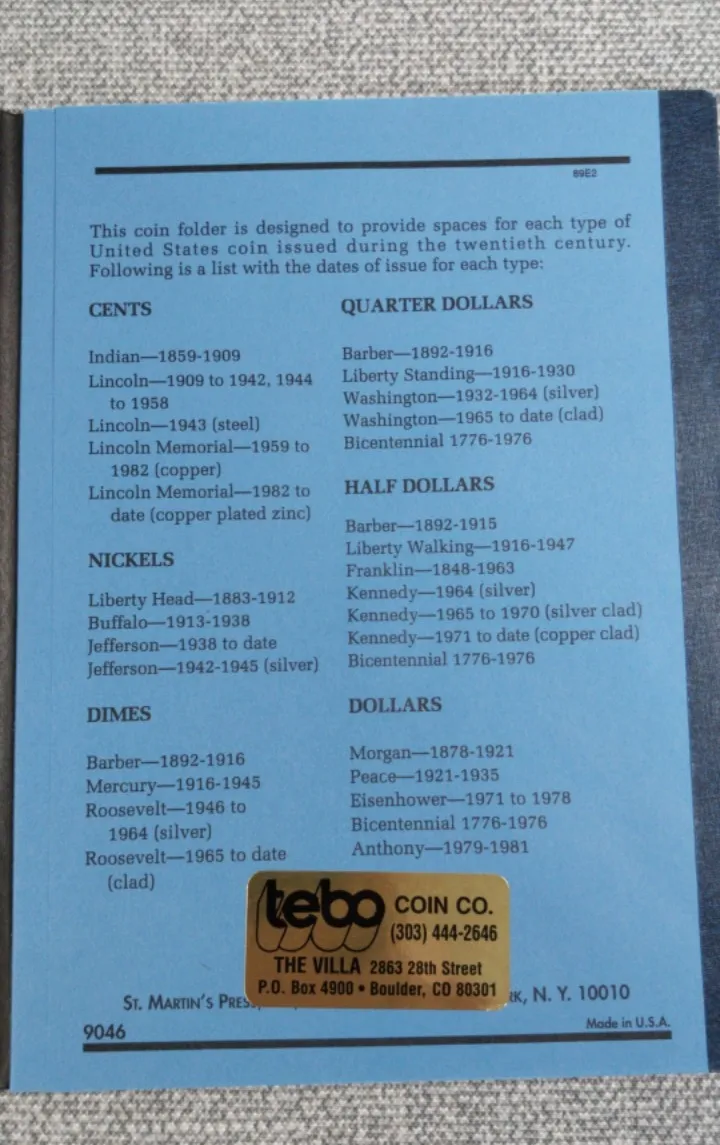 89E2
This coin folder is designed to provide spaces for each type of
United States coin issued during the twentieth century.
Following is a list with the dates of issue for each type:
CENTS
Indian—1859-1909
Lincoln—1909 to 1942, 1944
to 1958
Lincoln—1943 (steel)
Lincoln Memorial—1959 to
1982 (copper)
Lincoln Memorial—1982 to
date (copper plated zinc)
NICKELS
Liberty Head—1883-1912
Buffalo—1913-1938
Jefferson—1938 to date
Jefferson—1942-1945 (silver)
DIMES
Barber—1892-1916
Mercury—1916-1945
Roosevelt—1946 to
1964 (silver)
Roosevelt—1965 to date
(clad)
QUARTER DOLLARS
Barber—1892-1916
Liberty Standing—1916-1930
Washington—1932-1964 (silver)
Washington—1965 to date (clad)
Bicentennial 1776-1976
HALF DOLLARS
Barber—1892-1915
Liberty Walking—1916-1947
Franklin—1848-1963
Kennedy—1964 (silver)
Kennedy—1965 to 1970 (silver clad)
Kennedy—1971 to date (copper clad)
Bicentennial 1776-1976
DOLLARS
Morgan—1878-1921
Peace—1921-1935
Eisenhower—1971 to 1978
Bicentennial 1776-1976
Anthony—1979-1981
tebo COIN CO.
(303) 444-2646
THE VILLA 2863 28th Street
P.O. Box 4900 • Boulder, CO 80301
ST. MARTIN'S PRES RK, N. Y. 10010
9046
Made in U.S.A.